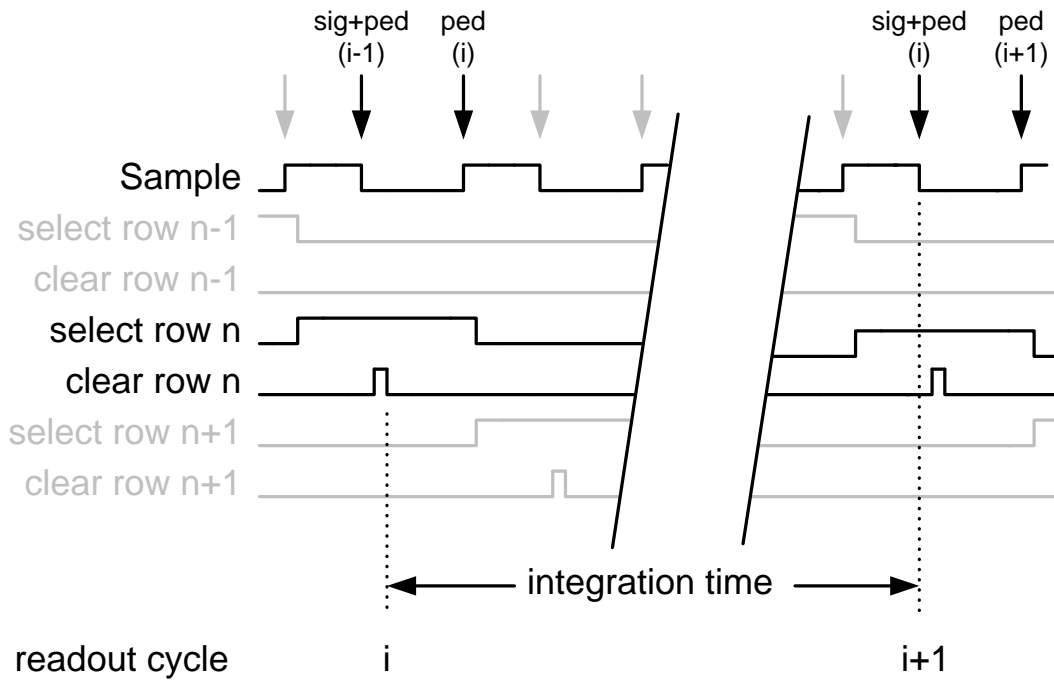 sig+ped ped sig+ped ped
(i-1) (i) (i) (i+1)
Sample
select row n-1
clear row n-1
select row n
clear row n
select row n+1
clear row n+1
integration time
readout cycle i i+1